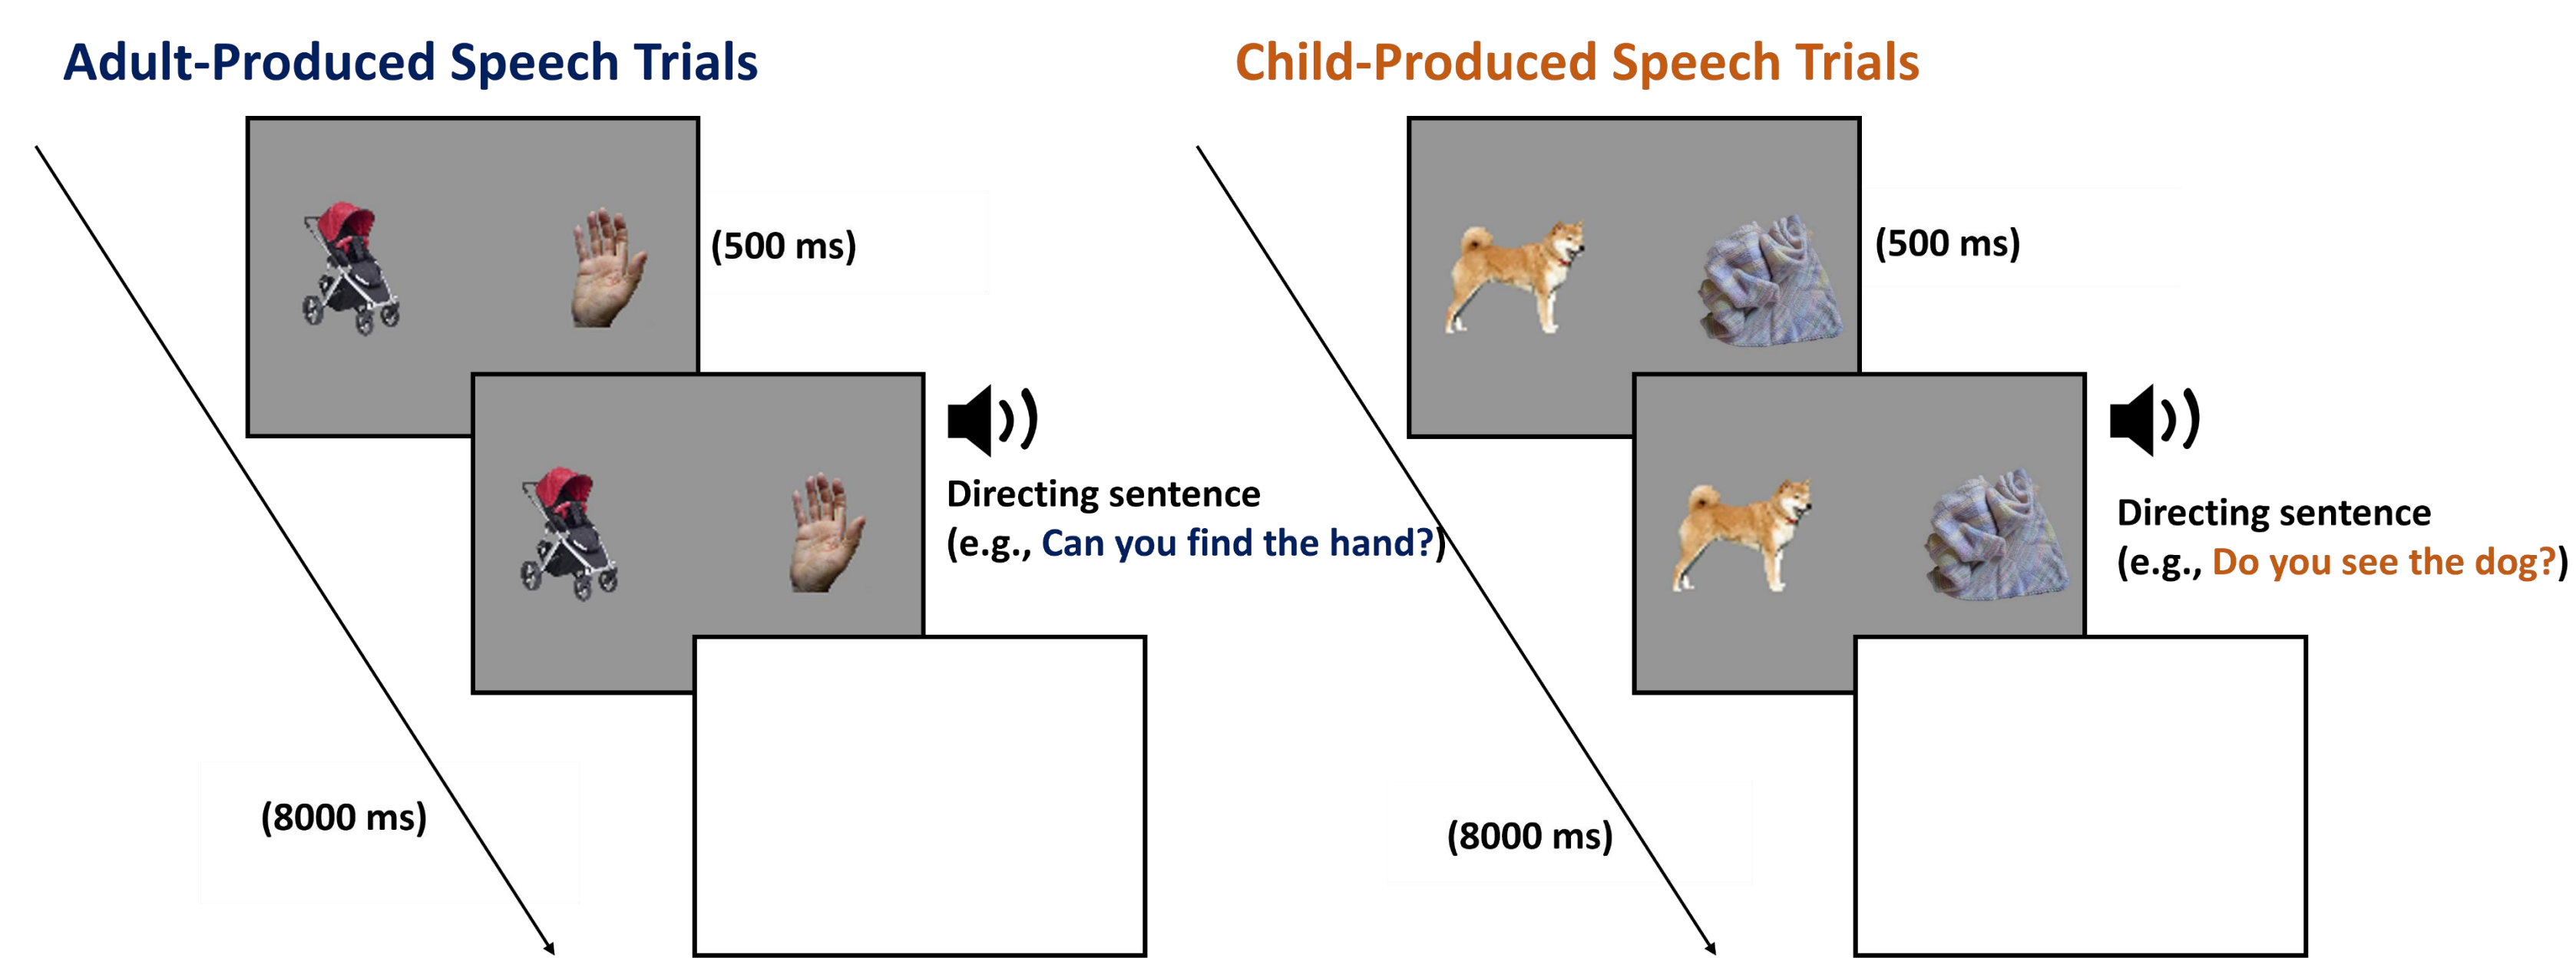 Adult-Produced Speech Trials
(500 ms)
Directing sentence
(e.g., Can you find the hand?)
(8000 ms)
Child-Produced Speech Trials
(500 ms)
Directing sentence
(e.g., Do you see the dog?)
(8000 ms)